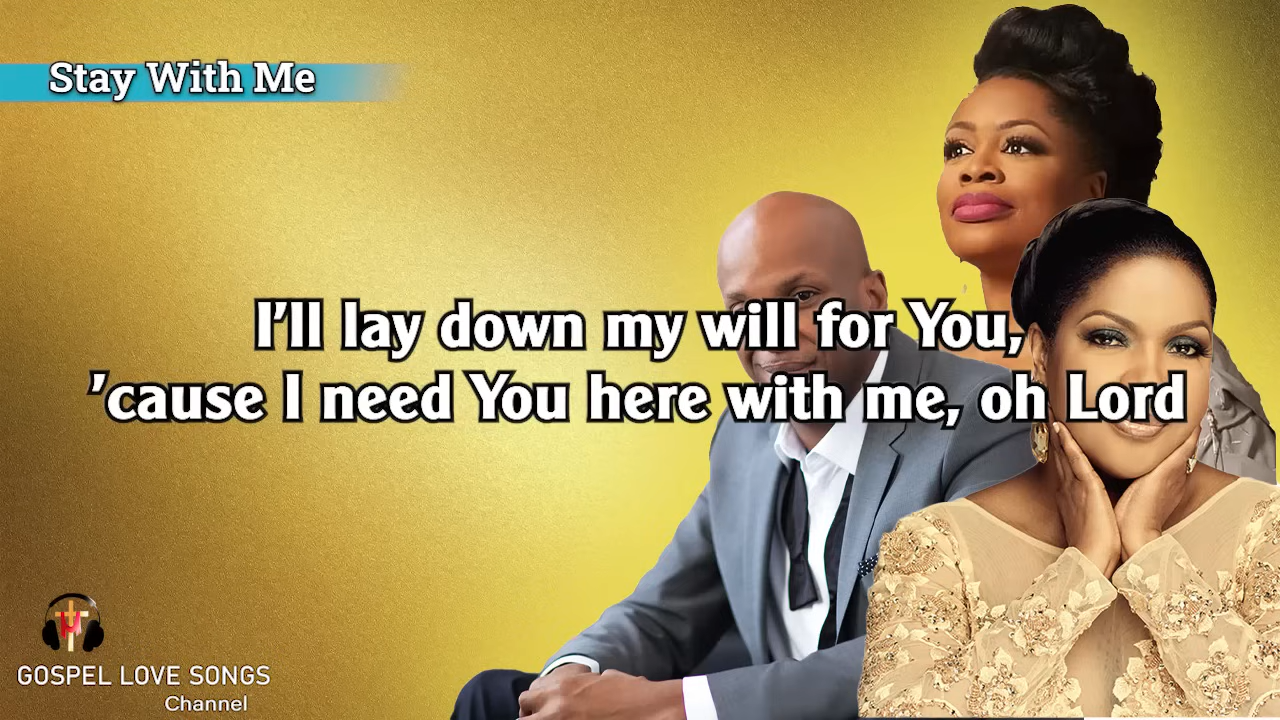 Stay With Me
I'll lay down my will for You,
'cause I need You here with me, oh Lord
GOSPEL LOVE SONGS
Channel